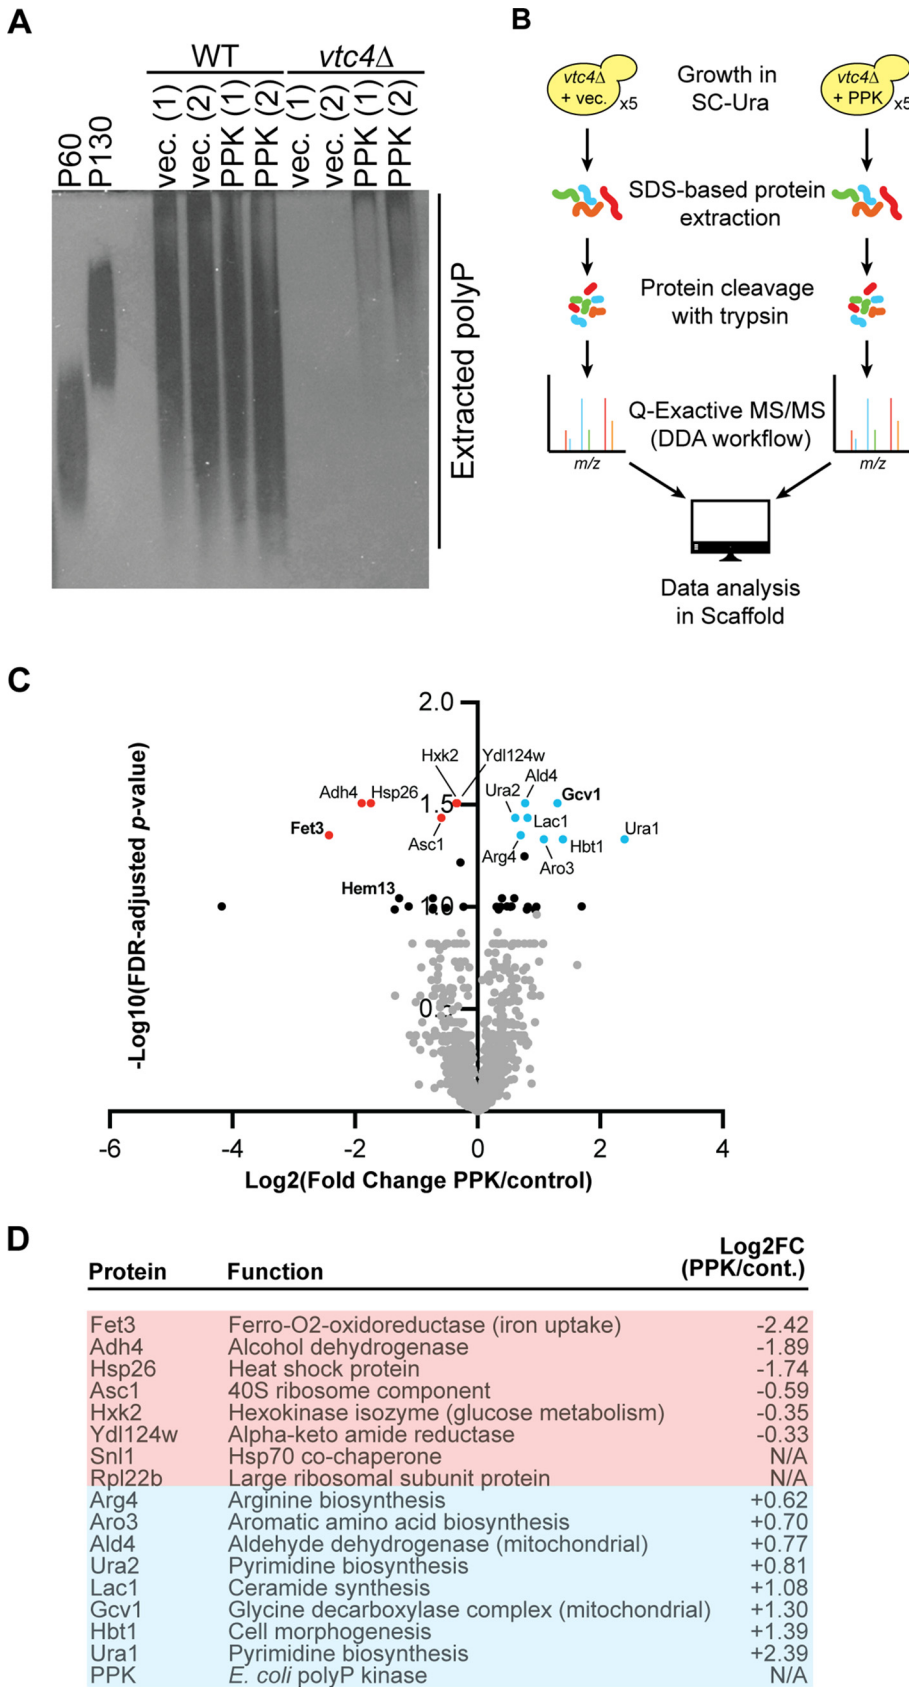 A
WT
vtc4Δ
P60
P130
vec. (1)
vec. (2)
PPK (1)
PPK (2)
vec. (1)
vec. (2)
PPK (1)
PPK (2)
Extracted polyP
B
vtc4Δ
+ vec.
x5
Growth in
SC-Ura
vtc4Δ
+ PPK
x5
SDS-based protein
extraction
Protein cleavage
with trypsin
Q-Exactive MS/MS
(DDA workflow)
m/z
m/z
Data analysis
in Scaffold
C
-Log10(FDR-adjusted p-value)
2.0
Hxk2
Ydl124w
Adh4
Hsp26
Ald4
Ura2
Gcv1
1.5
Fet3
Asc1
Lac1
Ura1
Arg4
Hbt1
Aro3
Hem13
1.0
-6
-4
-2
0
2
4
Log2(Fold Change PPK/control)
D
Protein Function Log2FC
(PPK/cont.)
Fet3 Ferro-O2-oxidoreductase (iron uptake) -2.42
Adh4 Alcohol dehydrogenase -1.89
Hsp26 Heat shock protein -1.74
Asc1 40S ribosome component -0.59
Hxk2 Hexokinase isozyme (glucose metabolism) -0.35
Ydl124w Alpha-keto amide reductase -0.33
Snl1 Hsp70 co-chaperone N/A
Rpl22b Large ribosomal subunit protein N/A
Arg4 Arginine biosynthesis +0.62
Aro3 Aromatic amino acid biosynthesis +0.70
Ald4 Aldehyde dehydrogenase (mitochondrial) +0.77
Ura2 Pyrimidine biosynthesis +0.81
Lac1 Ceramide synthesis +1.08
Gcv1 Glycine decarboxylase complex (mitochondrial) +1.30
Hbt1 Cell morphogenesis +1.39
Ura1 Pyrimidine biosynthesis +2.39
PPK E. coli polyP kinase N/A